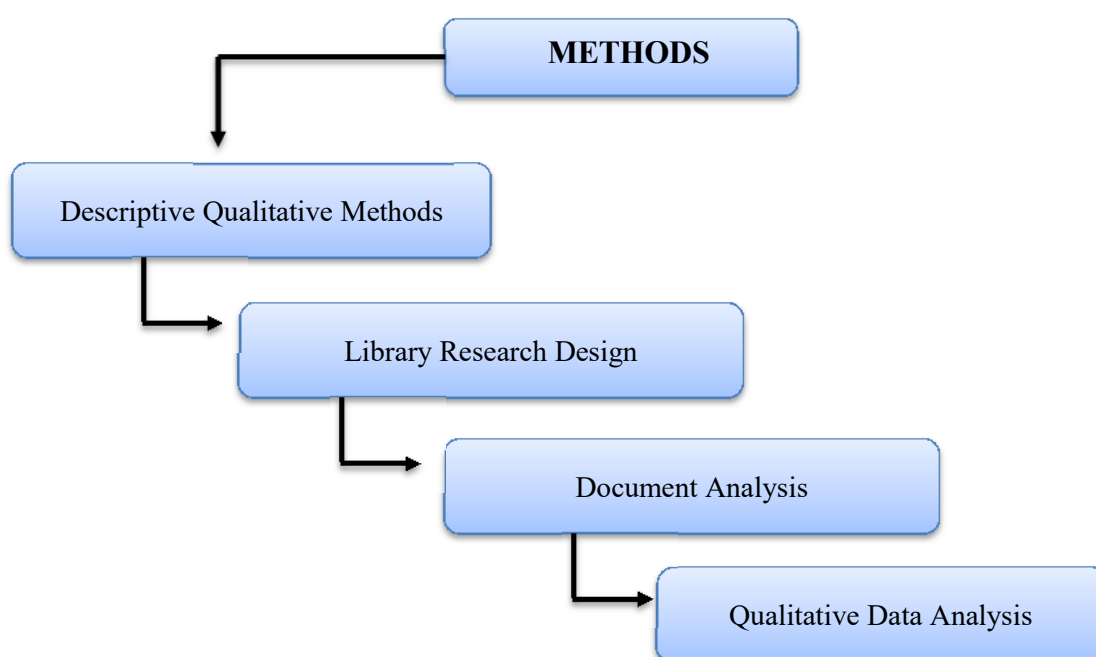 METHODS
Descriptive Qualitative Methods
Library Research Design
Document Analysis
Qualitative Data Analysis